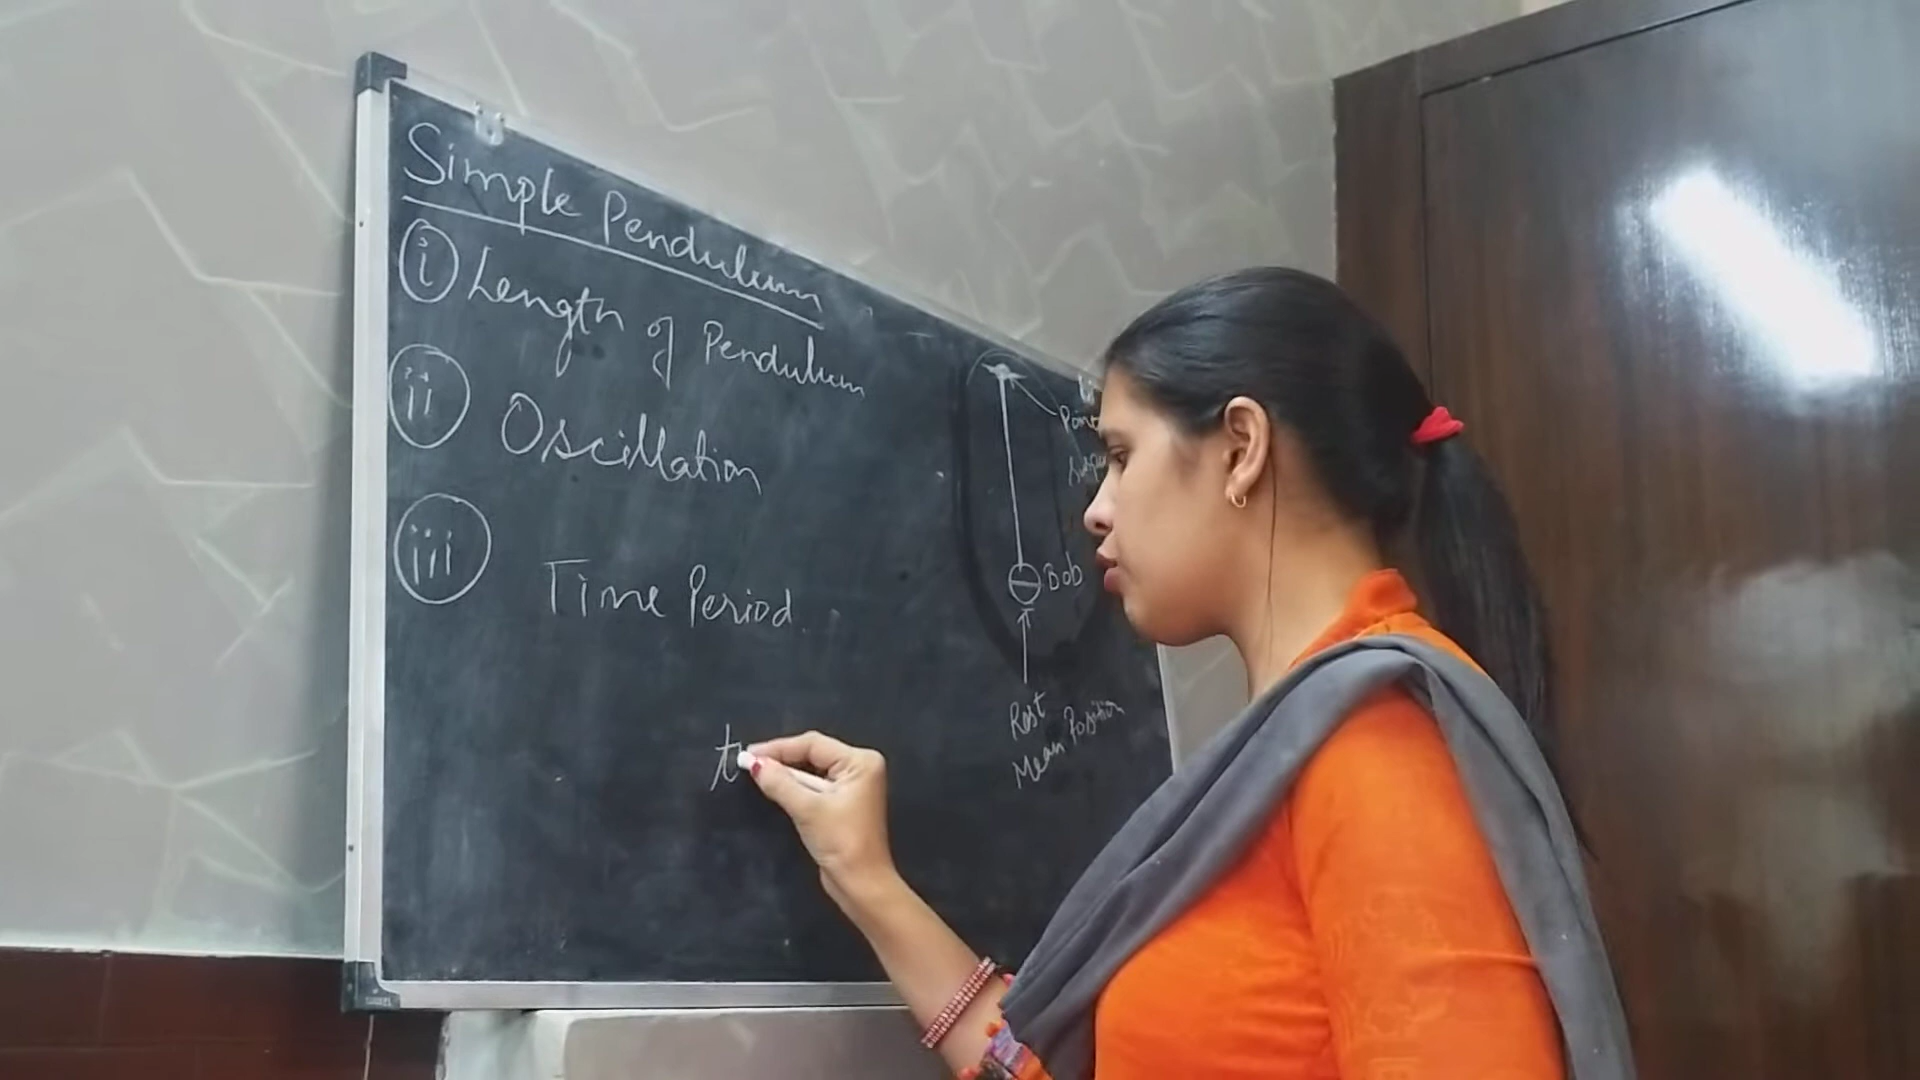 Simple Pendulum
i Length of Pendulum
ii Oscillation
iii Time Period
Bob
Rest
Mean Position
t